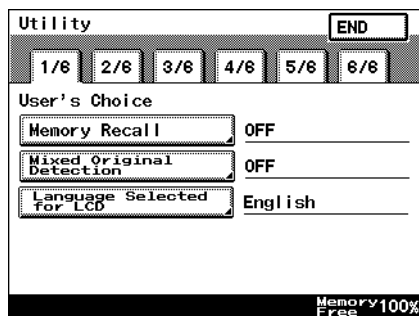 Utility
END
1/6 2/6 3/6 4/6 5/6 6/6
User's Choice
Memory Recall
OFF
Mixed Original
Detection
OFF
Language Selected
for LCD
English
Memory
Free 100%